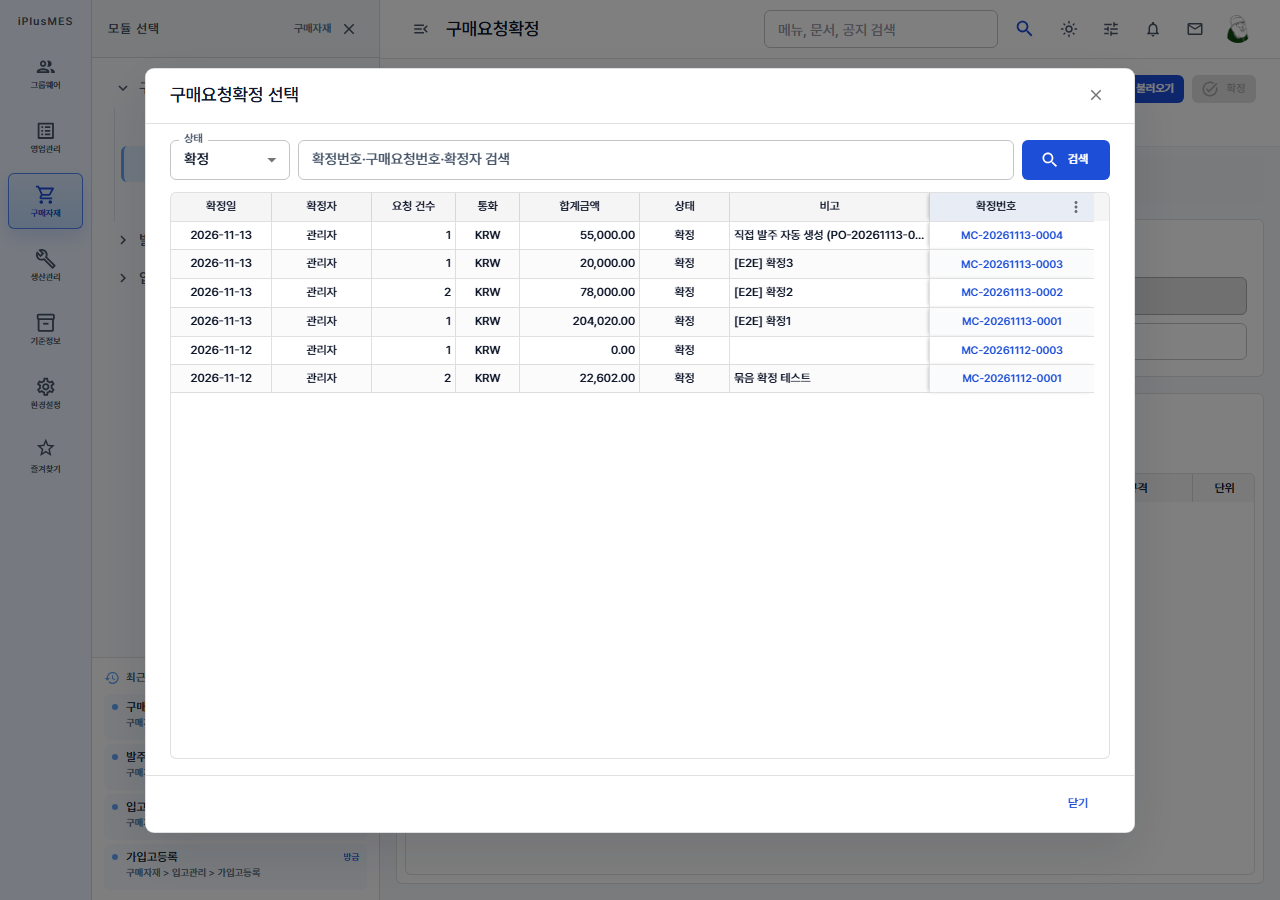 iPlusMES
모듈 선택
구매자재
구매요청확정
메뉴, 문서, 공지 검색
그룹웨어
영업관리
구매자재
생산관리
기준정보
환경설정
즐겨찾기
불러오기
확정
구매요청확정 선택
상태
확정
확정번호·구매요청번호·확정자 검색
검색
확정일 확정자 요청 건수 통화 합계금액 상태 비고 확정번호
2026-11-13 관리자 1 KRW 55,000.00 확정 직접 발주 자동 생성 (PO-20261113-0... MC-20261113-0004
2026-11-13 관리자 1 KRW 20,000.00 확정 [E2E] 확정3 MC-20261113-0003
2026-11-13 관리자 2 KRW 78,000.00 확정 [E2E] 확정2 MC-20261113-0002
2026-11-13 관리자 1 KRW 204,020.00 확정 [E2E] 확정1 MC-20261113-0001
2026-11-12 관리자 1 KRW 0.00 확정 MC-20261112-0003
2026-11-12 관리자 2 KRW 22,602.00 확정 묶음 확정 테스트 MC-20261112-0001
단위
최근
구매
발주
입고
가입고등록
방금
구매자재 > 입고관리 > 가입고등록
닫기